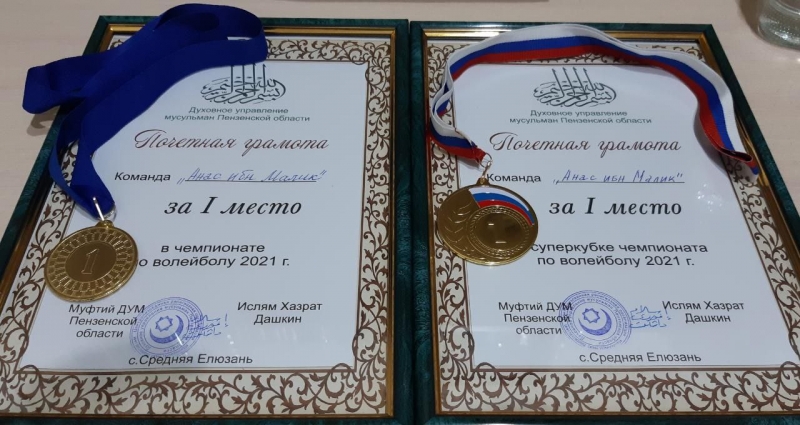 Духовное управление
мусульман Пензенской области
Почетная грамота
Команда „Анас ибн Малик"
за I место
в чемпионате
по волейболу 2021 г.
1
Муфтий ДУМ
Пензенской
области
Ислям Хазрат
Дашкин
с.Средняя Елюзань
Духовное управление
мусульман Пензенской области
Почетная грамота
Команда „Анас ибн Малик"
за I место
суперкубке чемпионата
по волейболу 2021 г.
1
Муфтий ДУМ
Пензенской
области
Ислям Хазрат
Дашкин
с.Средняя Елюзань